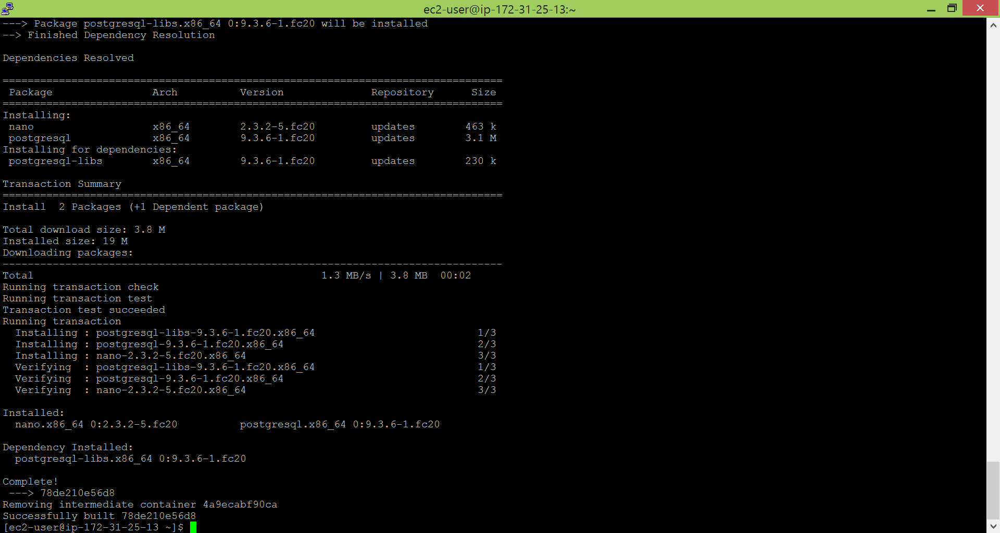 ec2-user@ip-172-31-25-13:~
---> Package postgresql-libs.x86_64 0:9.3.6-1.fc20 will be installed
--> Finished Dependency Resolution
Dependencies Resolved
================================================================================
 Package                Arch          Version              Repository      Size
================================================================================
Installing:
 nano                   x86_64        2.3.2-5.fc20         updates        463 k
 postgresql             x86_64        9.3.6-1.fc20         updates        3.1 M
Installing for dependencies:
 postgresql-libs        x86_64        9.3.6-1.fc20         updates        230 k
Transaction Summary
================================================================================
Install  2 Packages (+1 Dependent package)
Total download size: 3.8 M
Installed size: 19 M
Downloading packages:
--------------------------------------------------------------------------------
Total                                              1.3 MB/s | 3.8 MB  00:02
Running transaction check
Running transaction test
Transaction test succeeded
Running transaction
  Installing : postgresql-libs-9.3.6-1.fc20.x86_64                          1/3
  Installing : postgresql-9.3.6-1.fc20.x86_64                               2/3
  Installing : nano-2.3.2-5.fc20.x86_64                                     3/3
  Verifying  : postgresql-libs-9.3.6-1.fc20.x86_64                          1/3
  Verifying  : postgresql-9.3.6-1.fc20.x86_64                               2/3
  Verifying  : nano-2.3.2-5.fc20.x86_64                                     3/3
Installed:
  nano.x86_64 0:2.3.2-5.fc20          postgresql.x86_64 0:9.3.6-1.fc20
Dependency Installed:
  postgresql-libs.x86_64 0:9.3.6-1.fc20
Complete!
 ---> 78de210e56d8
Removing intermediate container 4a9ecabf90ca
Successfully built 78de210e56d8
[ec2-user@ip-172-31-25-13 ~]$